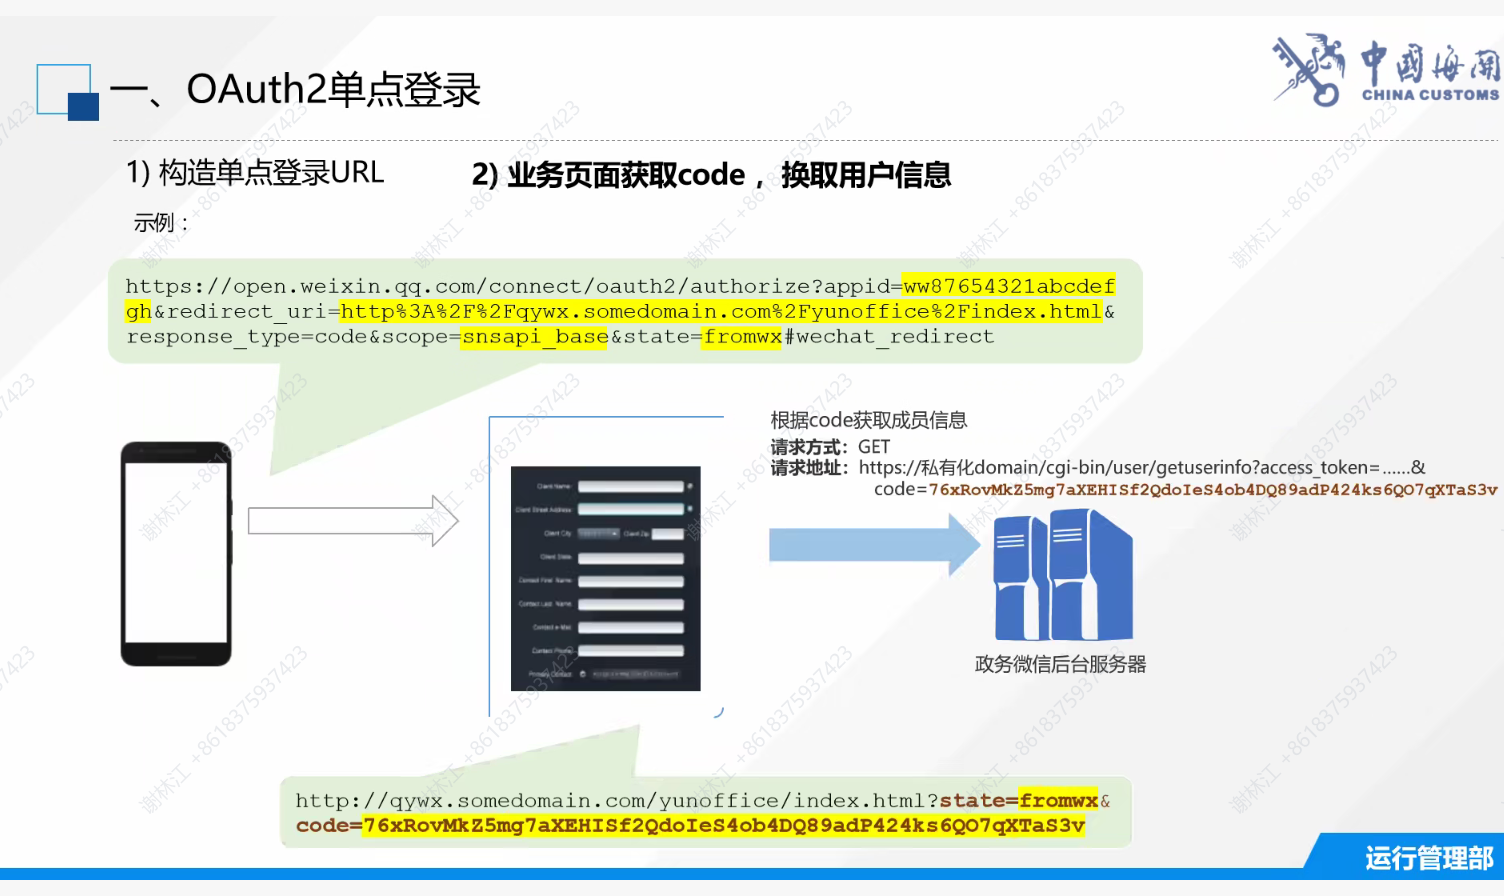 一、OAuth2单点登录
中國海關
CHINA CUSTOMS
1) 构造单点登录URL
2) 业务页面获取code ，换取用户信息
示例：
https://open.weixin.qq.com/connect/oauth2/authorize?appid=ww87654321abcdef
gh&redirect_uri=http%3A%2F%2Fqywx.somedomain.com%2Fyunoffice%2Findex.html&
response_type=code&scope=snsapi_base&state=fromwx#wechat_redirect
根据code获取成员信息
请求方式：GET
请求地址：https://私有化domain/cgi-bin/user/getuserinfo?access_token=......&
code=76xRovMkZ5mg7aXEHISf2QdoIeS4ob4DQ89adP424ks6QO7qXTaS3v
Client Name:
Client Street Address:
Client City:
Client Zip:
Client State:
Contact First Name:
Contact Last Name:
Contact e-Mail:
Contact Phone:
Primary Contact:
政务微信后台服务器
http://qywx.somedomain.com/yunoffice/index.html?state=fromwx&
code=76xRovMkZ5mg7aXEHISf2QdoIeS4ob4DQ89adP424ks6QO7qXTaS3v
运行管理部
谢林江 +8618375937423